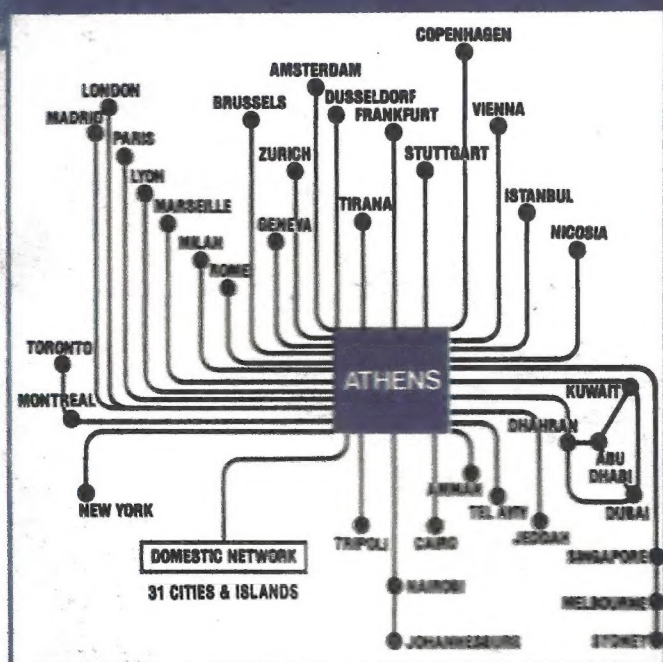 COPENHAGEN
AMSTERDAM
LONDON
BRUSSELS
DUSSELDORF
VIENNA
MADRID
FRANKFURT
PARIS
ZURICH
STUTTGART
LYON
ISTANBUL
MARSEILLE
TIRANA
GENEVA
NICOSIA
MILAN
ROME
TORONTO
ATHENS
KUWAIT
MONTREAL
DHAHRAN
ABU
DHABI
AMMAN
NEW YORK
TEL AVIV
DUBAI
TRIPOLI
CAIRO
JEDDAH
DOMESTIC NETWORK
SINGAPORE
31 CITIES & ISLANDS
NAIROBI
MELBOURNE
JOHANNESBURG
SYDNEY